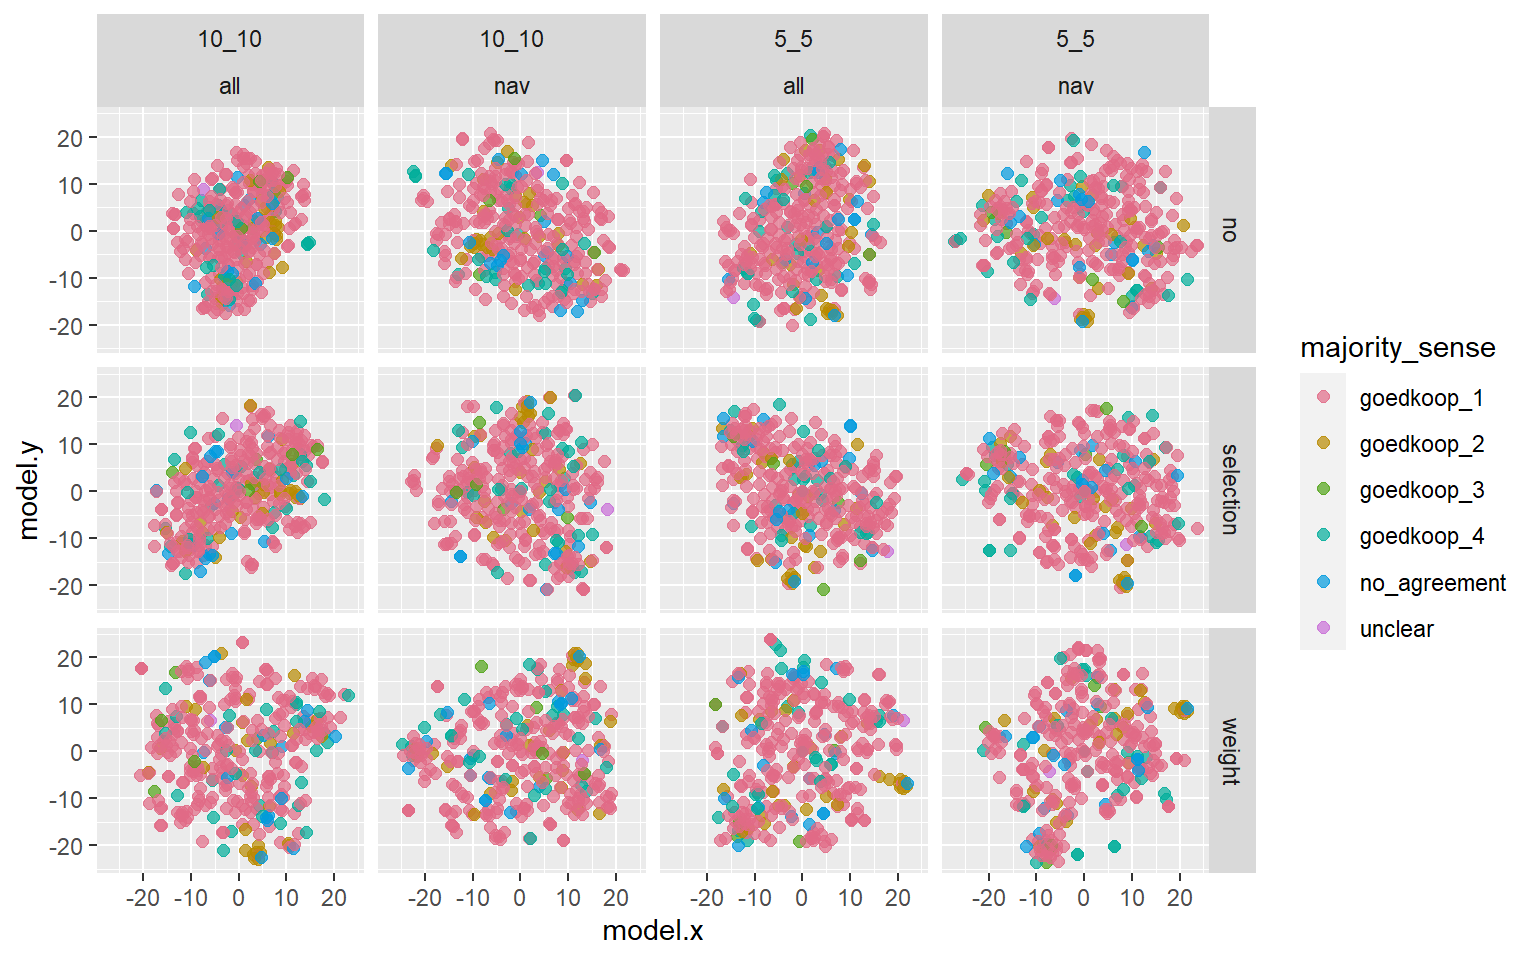 10_10 10_10 5_5 5_5
all nav all nav
20
10
0
-10
-20
no
20
10
0
-10
-20
selection
20
10
0
-10
-20
weight
-20 -10 0 10 20 -20 -10 0 10 20 -20 -10 0 10 20 -20 -10 0 10 20
model.x
model.y
majority_sense
goedkoop_1
goedkoop_2
goedkoop_3
goedkoop_4
no_agreement
unclear